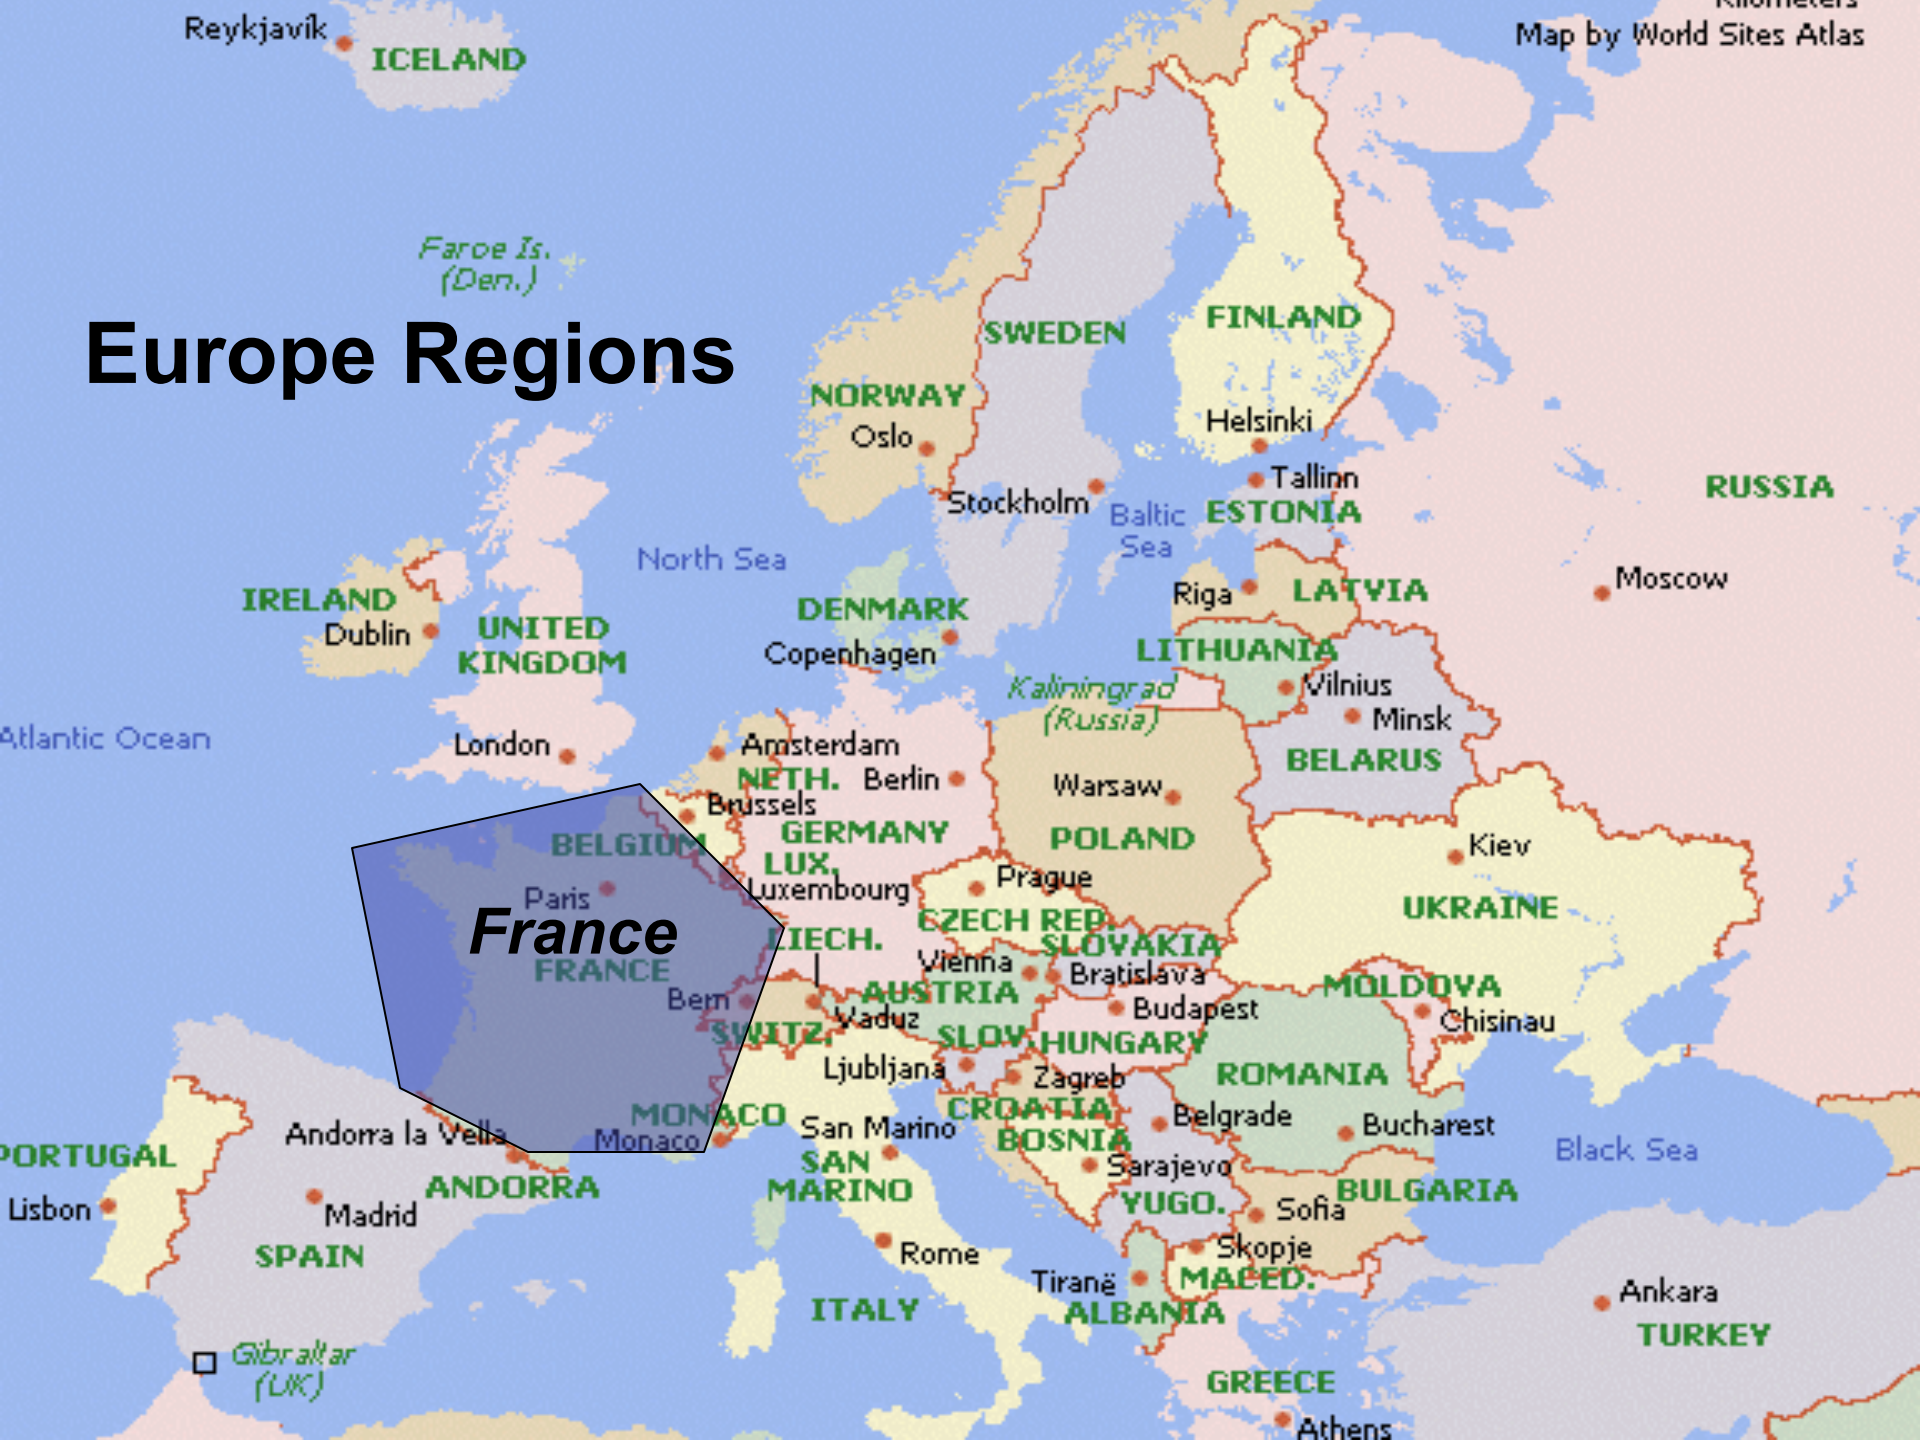 Kilometers
Map by World Sites Atlas
Reykjavík
ICELAND
Faroe Is.
(Den.)
Europe Regions
SWEDEN
FINLAND
NORWAY
Oslo
Helsinki
Stockholm
Tallinn
Baltic
Sea
ESTONIA
RUSSIA
North Sea
Moscow
IRELAND
Dublin
UNITED
KINGDOM
DENMARK
Copenhagen
Riga
LATVIA
LITHUANIA
Kaliningrad
(Russia)
Vilnius
Minsk
BELARUS
Atlantic Ocean
London
Amsterdam
NETH.
Berlin
Warsaw
POLAND
Brussels
BELGIUM
GERMANY
LUX.
Luxembourg
Kiev
UKRAINE
Prague
CZECH REP.
SLOVAKIA
Paris
France
FRANCE
LIECH.
Vienna
Bratislava
AUSTRIA
Bern
SWITZ.
Vaduz
Budapest
HUNGARY
MOLDOVA
Chisinau
SLOV.
Ljubljana
Zagreb
CROATIA
ROMANIA
Belgrade
Bucharest
BOSNIA
Sarajevo
MONACO
Monaco
San Marino
SAN
MARINO
Andorra la Vella
ANDORRA
PORTUGAL
Lisbon
Madrid
SPAIN
Black Sea
YUGO.
Sofia
BULGARIA
Rome
Skopje
MACED.
Tiranë
ALBANIA
ITALY
Ankara
TURKEY
Gibraltar
(UK)
GREECE
Athens